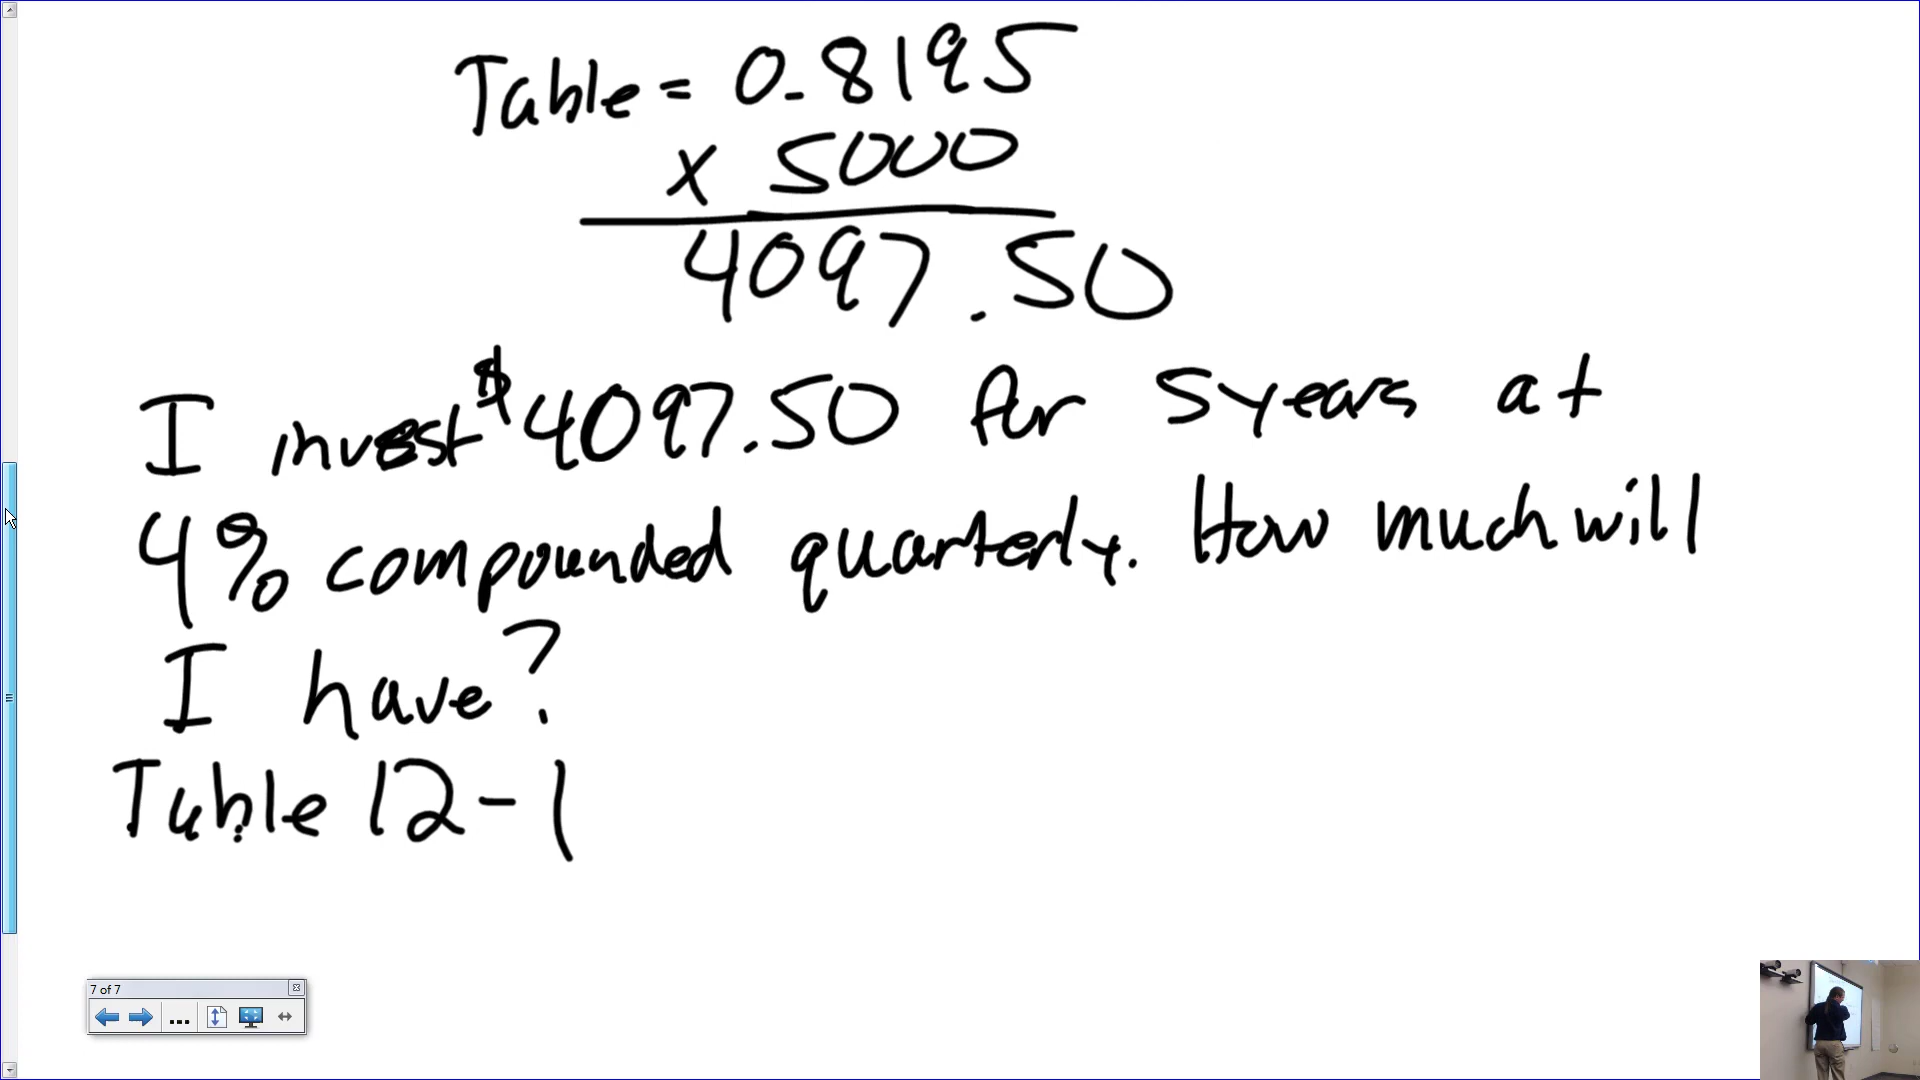 Table = 0.8195
x 5000
4097.50
I invest $4097.50 for 5 years at
4% compounded quarterly. How much will
I have?
Table 12-1
7 of 7
...